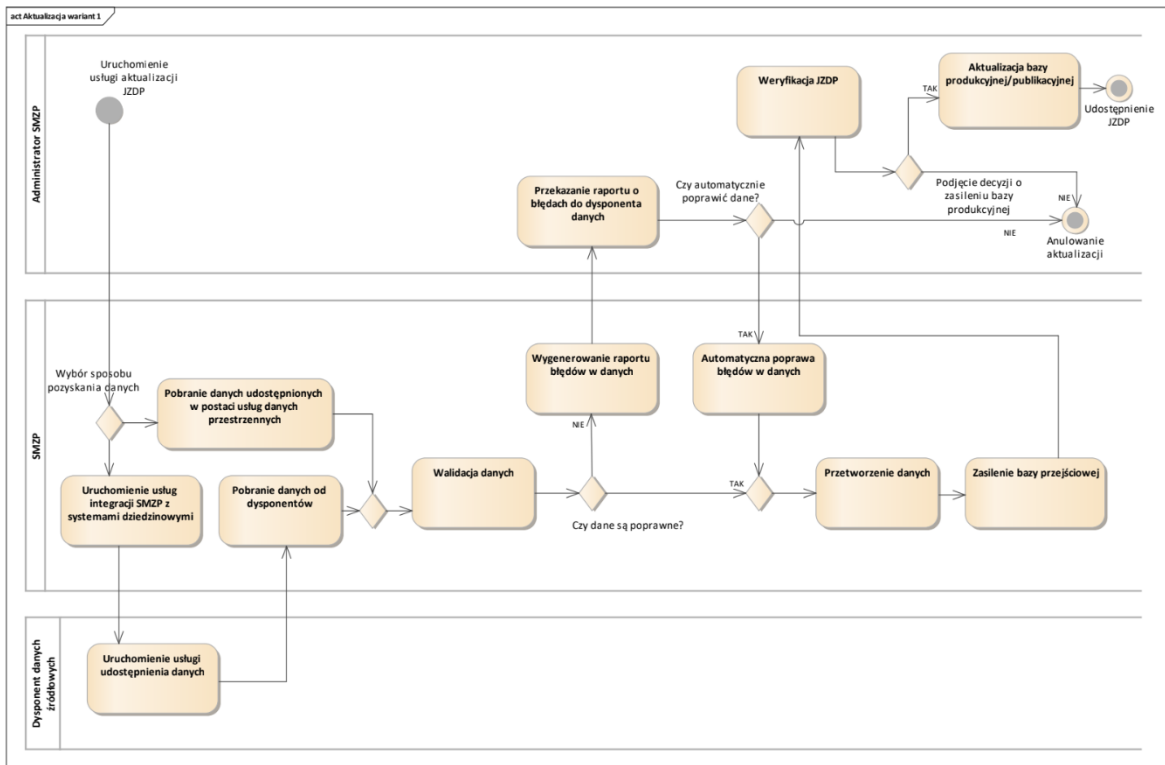 act Aktualizacja wariant 1
Administrator SMZP
Uruchomienie
usługi aktualizacji
JZDP
Weryfikacja JZDP
Aktualizacja bazy
produkcyjnej/publikacyjnej
TAK
Udostępnienie
JZDP
Przekazanie raportu o
błędach do dysponenta
danych
Czy automatycznie
poprawić dane?
Podjęcie decyzji o
zasileniu bazy
produkcyjnej
NIE
NIE
Anulowanie
aktualizacji
SMZP
Wybór sposobu
pozyskania danych
Pobranie danych udostępnionych
w postaci usług danych
przestrzennych
Wygenerowanie raportu
błędów w danych
TAK
Automatyczna poprawa
błędów w danych
NIE
Uruchomienie usług
integracji SMZP z
systemami dziedzinowymi
Pobranie danych od
dysponentów
Walidacja danych
Czy dane są poprawne?
TAK
Przetworzenie danych
Zasilenie bazy przejściowej
Dysponent danych
źródłowych
Uruchomienie usługi
udostępnienia danych